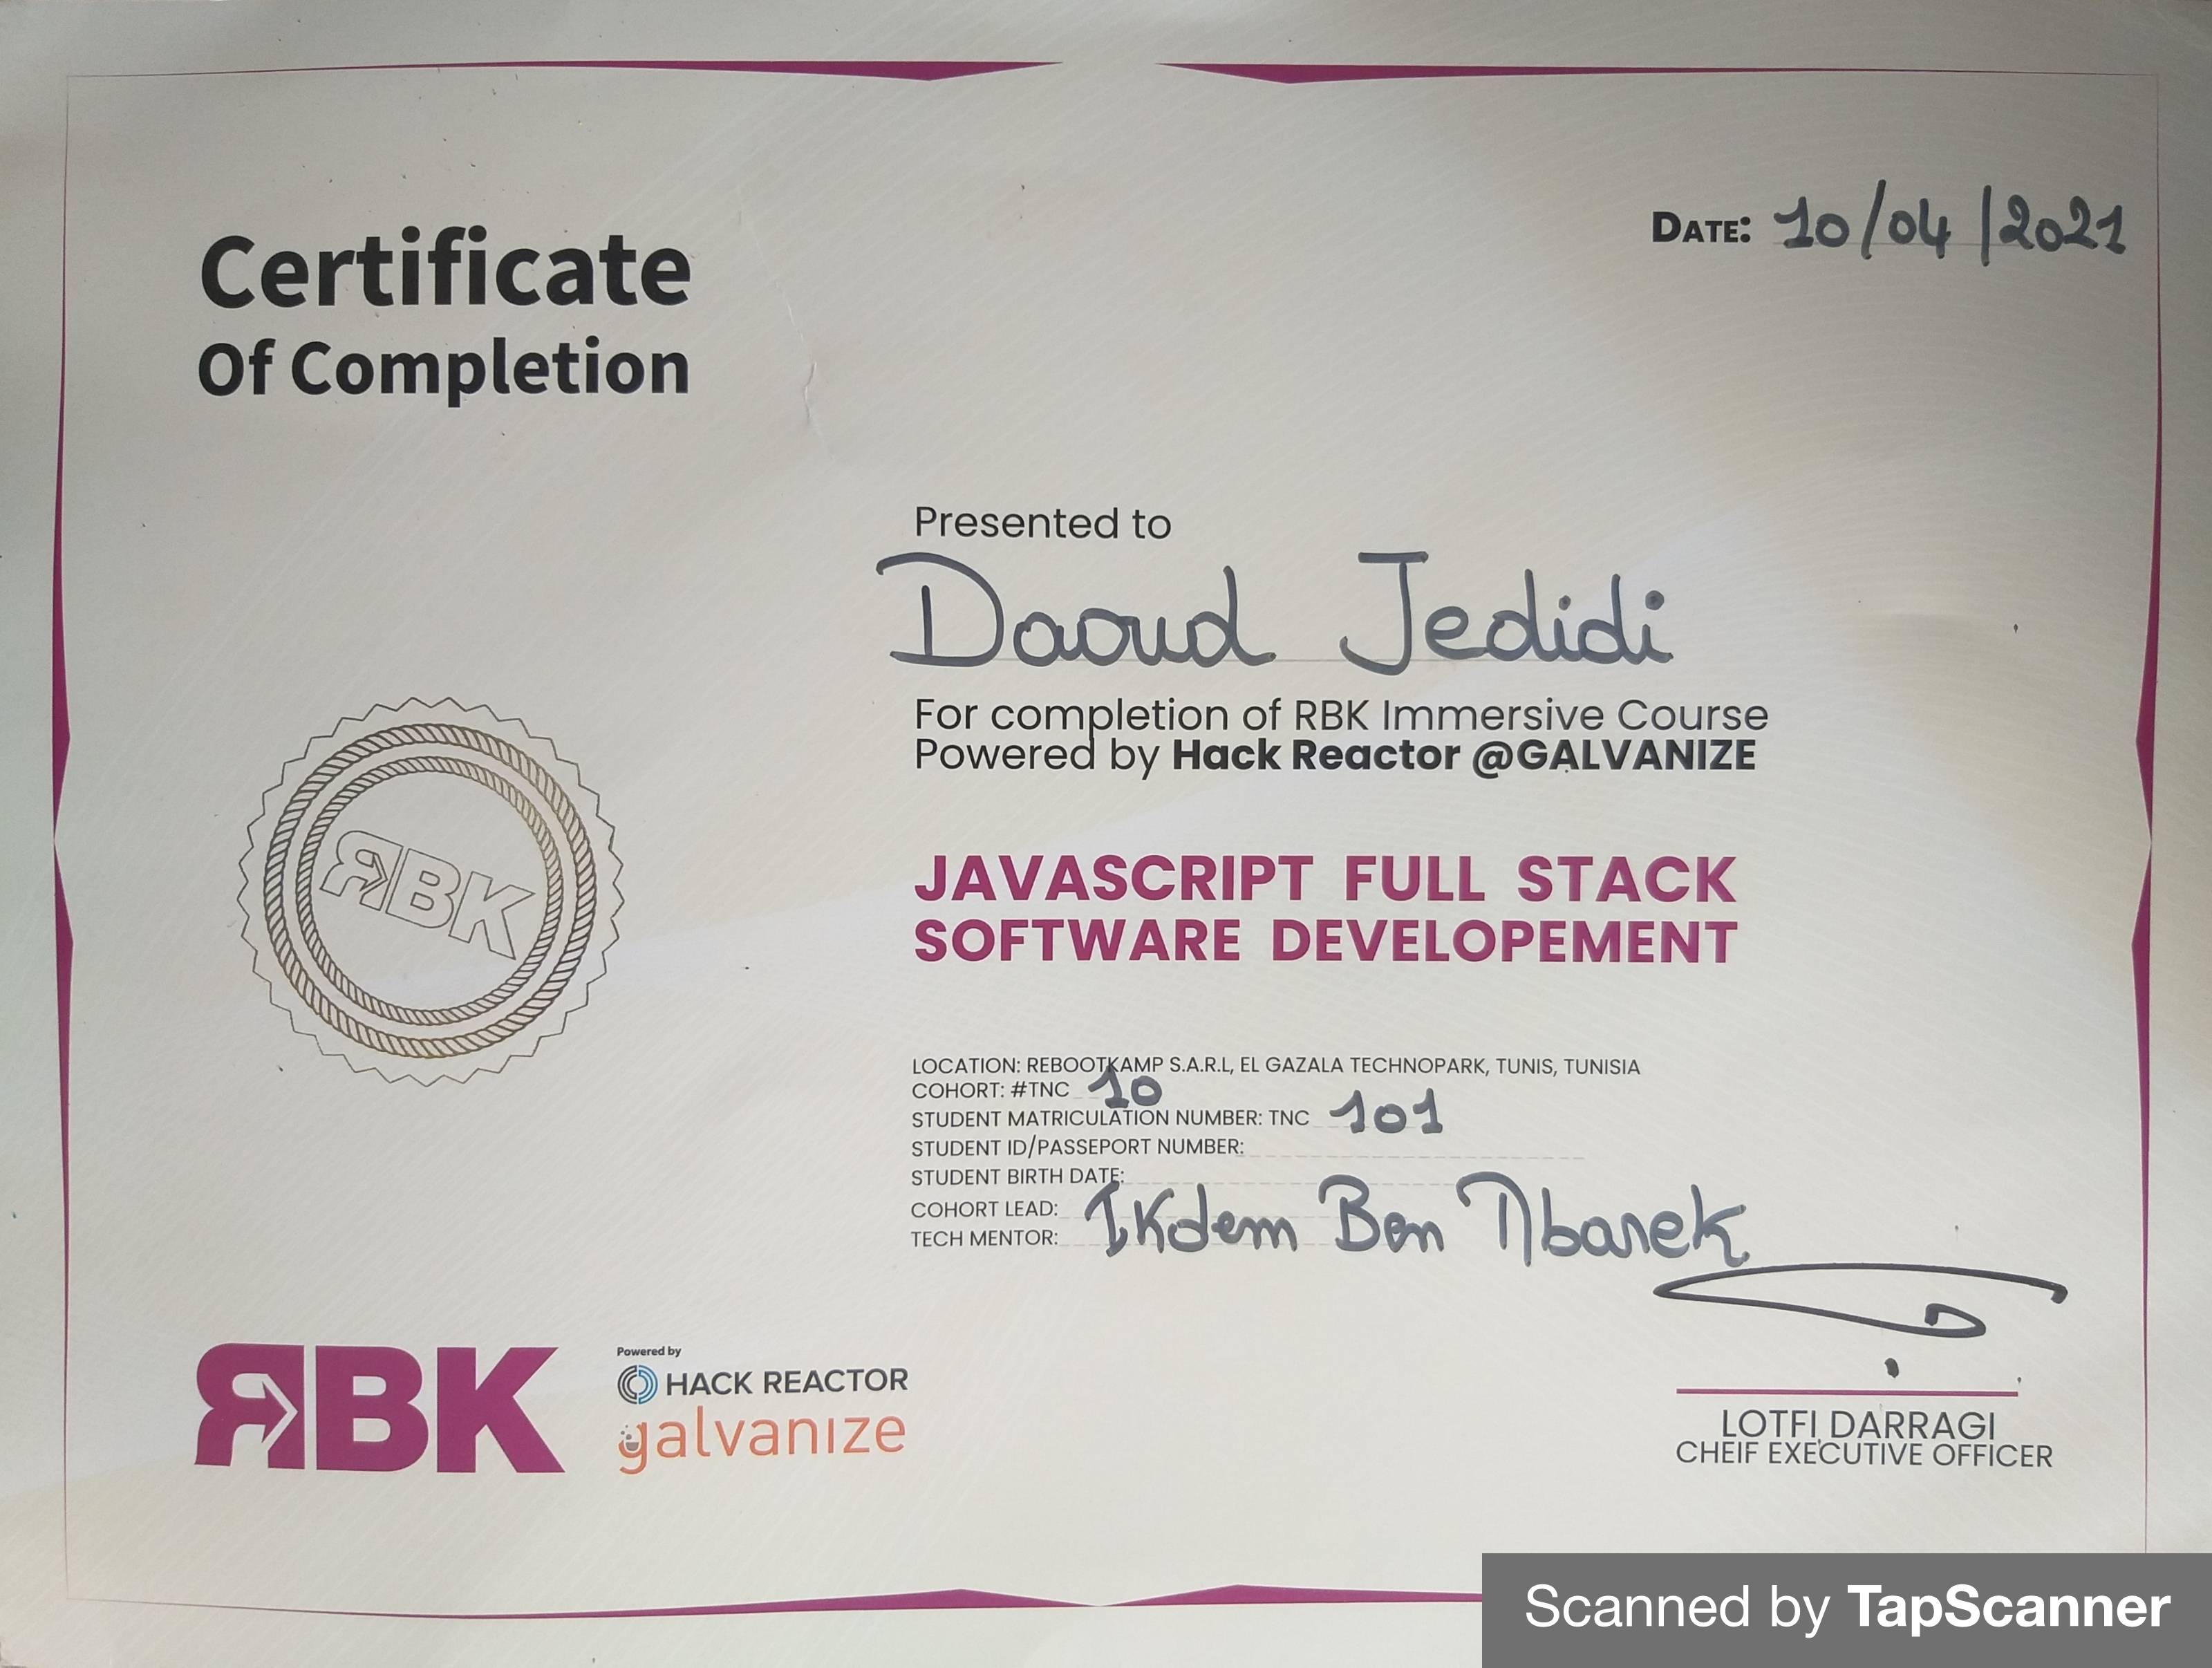 Certificate
Of Completion
DATE: 10/04/2021
Presented to
Daoud Jedidi
For completion of RBK Immersive Course
Powered by Hack Reactor @GALVANIZE
JAVASCRIPT FULL STACK
SOFTWARE DEVELOPEMENT
RBK
LOCATION: REBOOTKAMP S.A.R.L, EL GAZALA TECHNOPARK, TUNIS, TUNISIA
COHORT: #TNC 10
STUDENT MATRICULATION NUMBER: TNC 101
STUDENT ID/PASSEPORT NUMBER:
STUDENT BIRTH DATE:
COHORT LEAD:
TECH MENTOR: Ikdem Ben Mbarek
RBK
Powered by
HACK REACTOR
galvanize
LOTFI DARRAGI
CHEIF EXECUTIVE OFFICER
Scanned by TapScanner